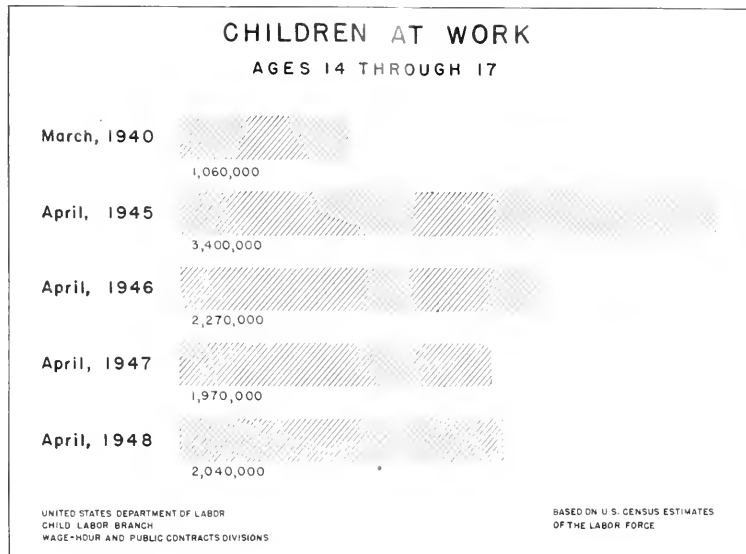 CHILDREN AT WORK
AGES 14 THROUGH 17
March, 1940
1,060,000
April, 1945
3,400,000
April, 1946
2,270,000
April, 1947
1,970,000
April, 1948
2,040,000
UNITED STATES DEPARTMENT OF LABOR
CHILD LABOR BRANCH
WAGE-HOUR AND PUBLIC CONTRACTS DIVISIONS
BASED ON U.S. CENSUS ESTIMATES
OF THE LABOR FORCE